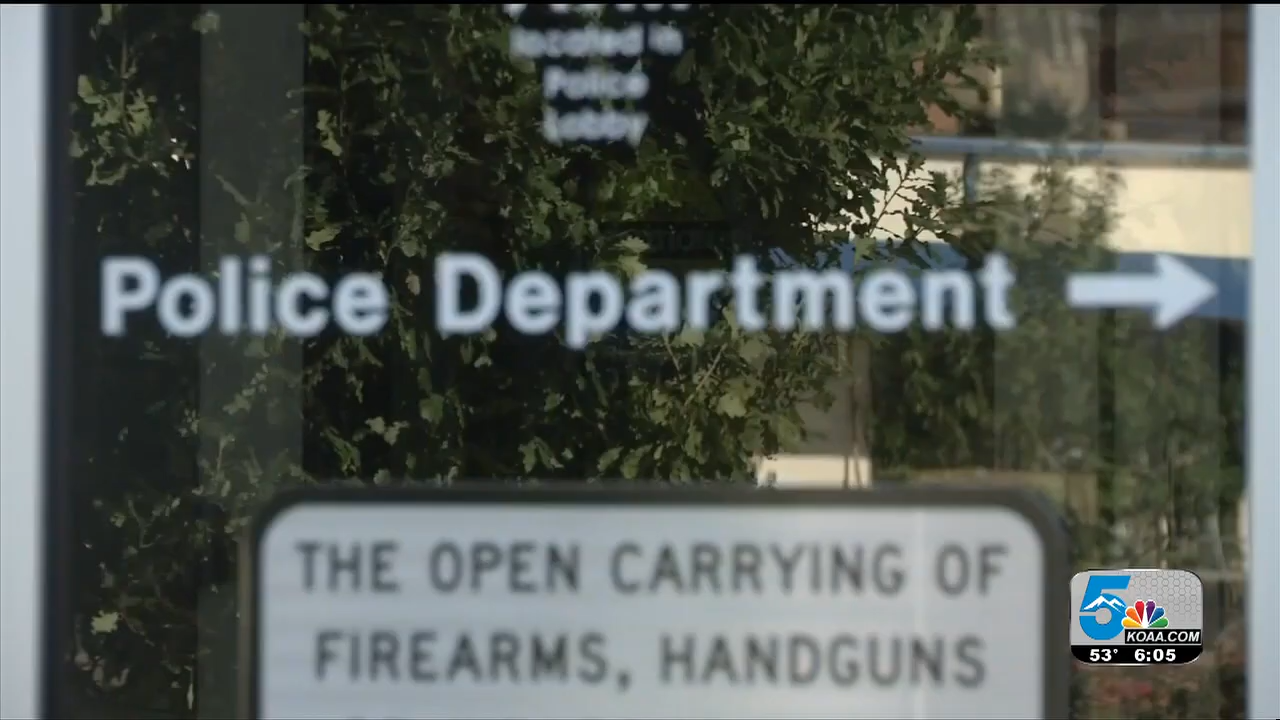 located in
Police
Lobby
Police Department →
THE OPEN CARRYING OF
FIREARMS, HANDGUNS
5
KOAA.COM
53° 6:05